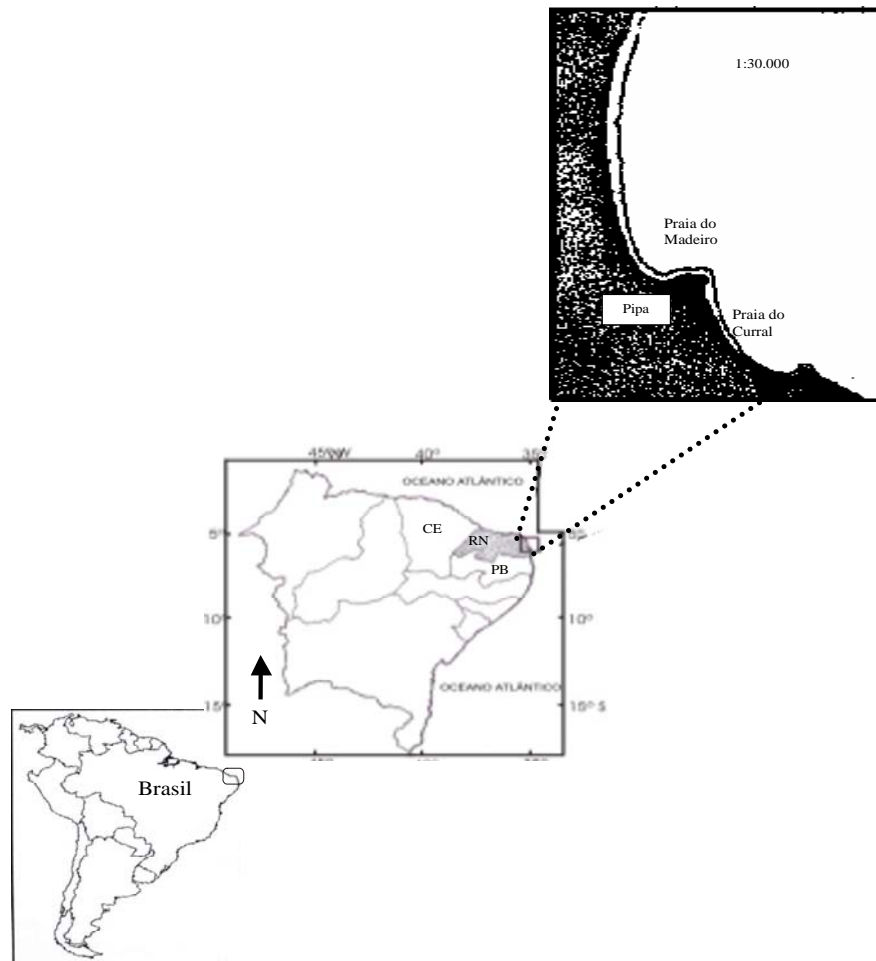 1:30.000
Praia do
Madeiro
Pipa
Praia do
Curral
40°
35°
OCEANO ATLÂNTICO
5°
CE
RN
PB
10°
10°
OCEANO ATLÂNTICO
15°
15° S
N
Brasil